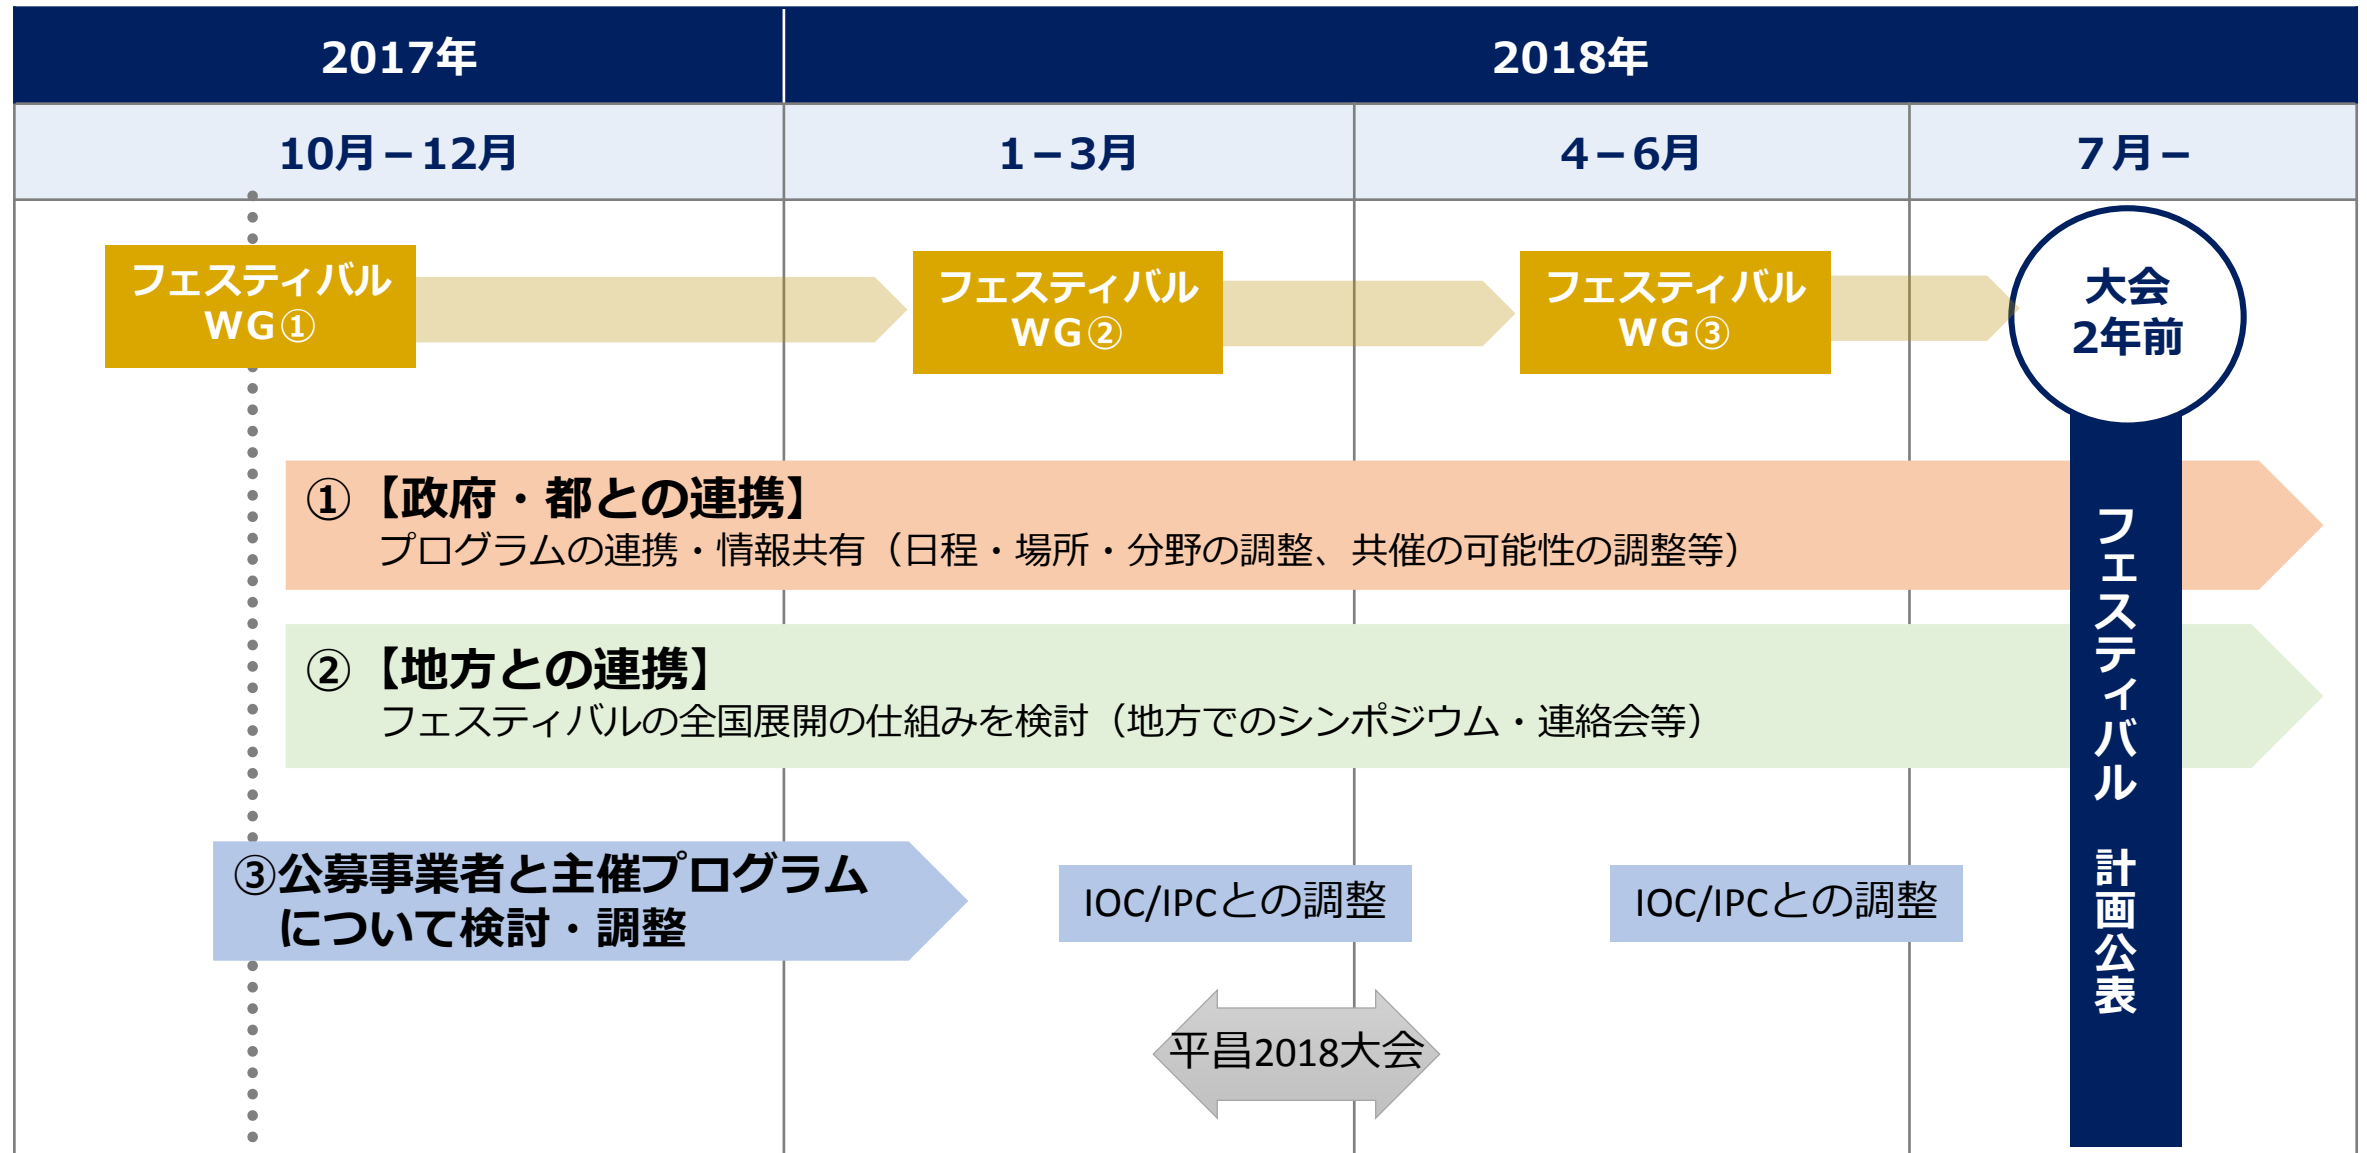 2017年
2018年
10月－12月
1－3月
4－6月
７月－
フェスティバル
WG①
フェスティバル
WG②
フェスティバル
WG③
大会
2年前
①【政府・都との連携】
プログラムの連携・情報共有（日程・場所・分野の調整、共催の可能性の調整等）
②【地方との連携】
フェスティバルの全国展開の仕組みを検討（地方でのシンポジウム・連絡会等）
③公募事業者と主催プログラム
について検討・調整
IOC/IPCとの調整
IOC/IPCとの調整
平昌2018大会
フェスティバル　計画公表